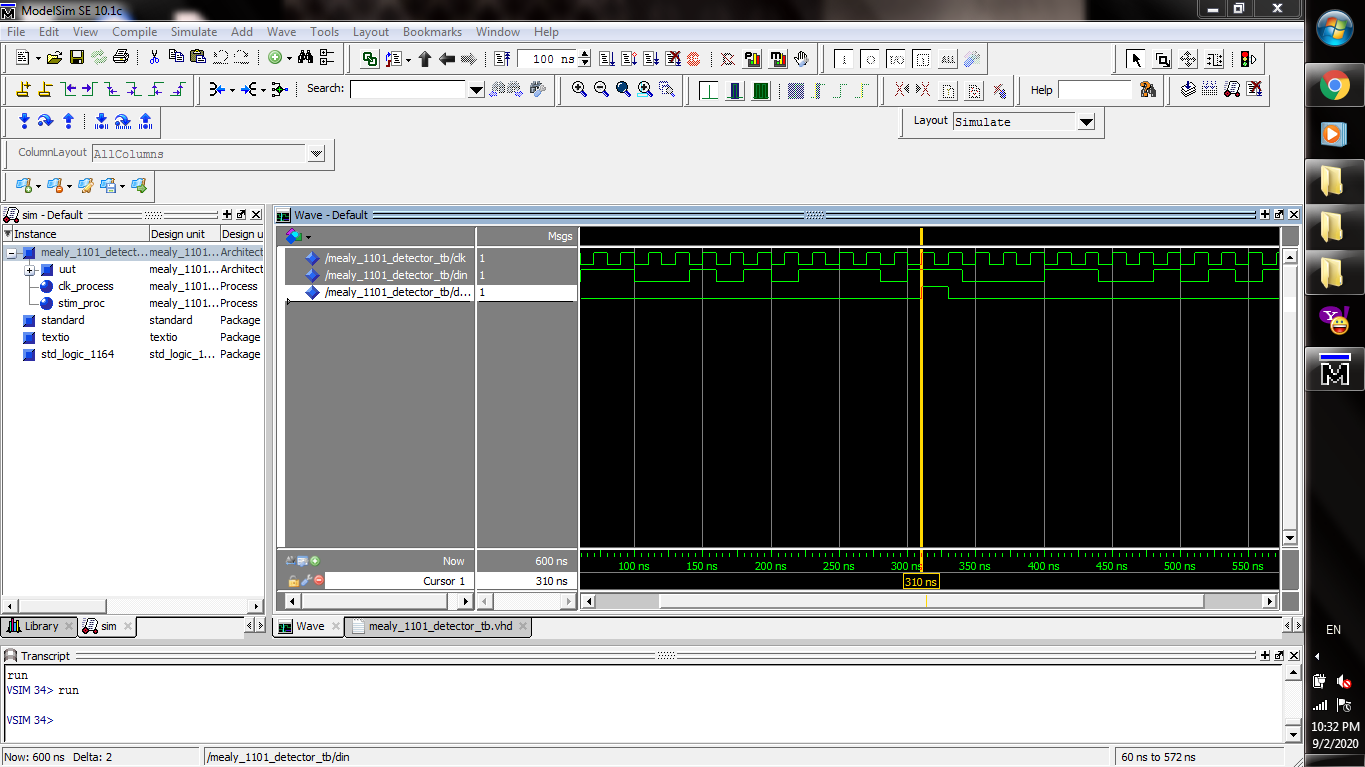 ModelSim SE 10.1c
File Edit View Compile Simulate Add Wave Tools Layout Bookmarks Window Help
100 ns
Search:
Help
Layout Simulate
ColumnLayout AllColumns
sim - Default
Instance Design unit Design u
mealy_1101_detect... mealy_1101... Architect
uut mealy_1101... Architect
clk_process mealy_1101... Process
stim_proc mealy_1101... Process
standard standard Package
textio textio Package
std_logic_1164 std_logic_1... Package
Library sim
Wave - Default
Msgs
/mealy_1101_detector_tb/clk 1
/mealy_1101_detector_tb/din 1
/mealy_1101_detector_tb/d... 1
Now 600 ns
Cursor 1 310 ns
100 ns 150 ns 200 ns 250 ns 300 ns 350 ns 400 ns 450 ns 500 ns 550 ns
310 ns
Wave mealy_1101_detector_tb.vhd
Transcript
run
VSIM 34> run
VSIM 34>
Now: 600 ns Delta: 2
/mealy_1101_detector_tb/din
60 ns to 572 ns
EN
10:32 PM
9/2/2020